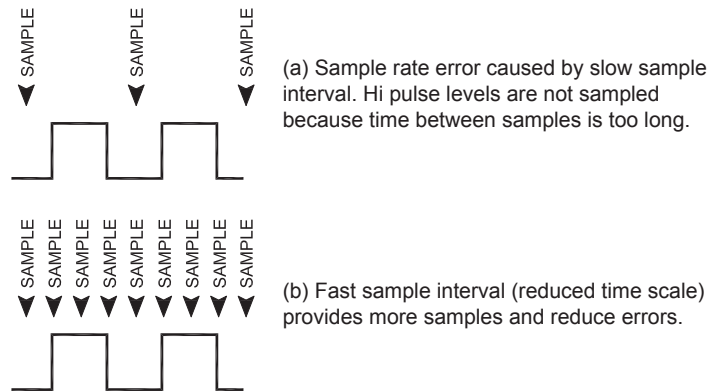 SAMPLE
SAMPLE
SAMPLE
(a) Sample rate error caused by slow sample
interval. Hi pulse levels are not sampled
because time between samples is too long.
SAMPLE
SAMPLE
SAMPLE
SAMPLE
SAMPLE
SAMPLE
SAMPLE
SAMPLE
SAMPLE
(b) Fast sample interval (reduced time scale)
provides more samples and reduce errors.